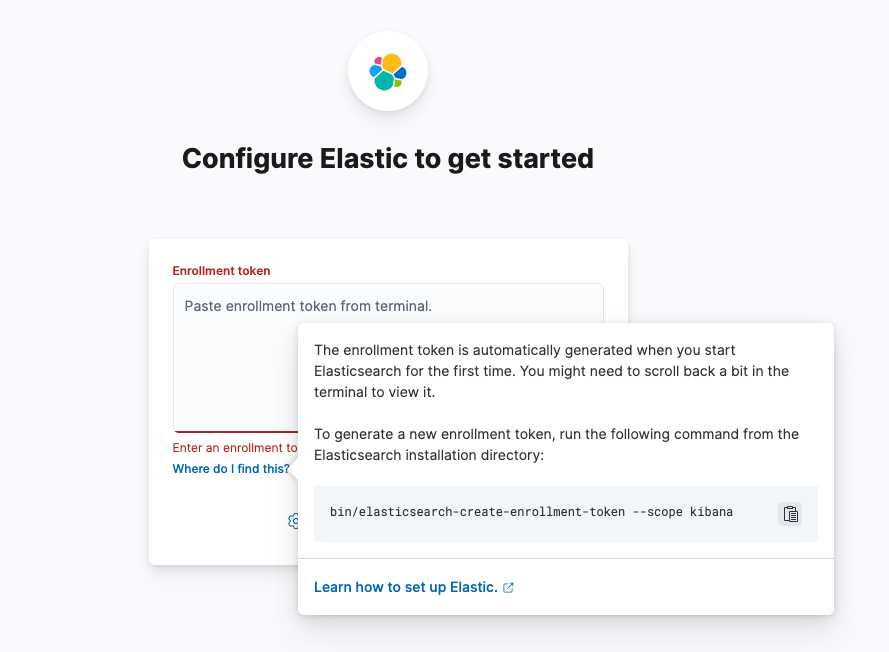 Configure Elastic to get started
Enrollment token
Paste enrollment token from terminal.
Enter an enrollment to
Where do I find this?
The enrollment token is automatically generated when you start
Elasticsearch for the first time. You might need to scroll back a bit in the
terminal to view it.
To generate a new enrollment token, run the following command from the
Elasticsearch installation directory:
bin/elasticsearch-create-enrollment-token --scope kibana
Learn how to set up Elastic.